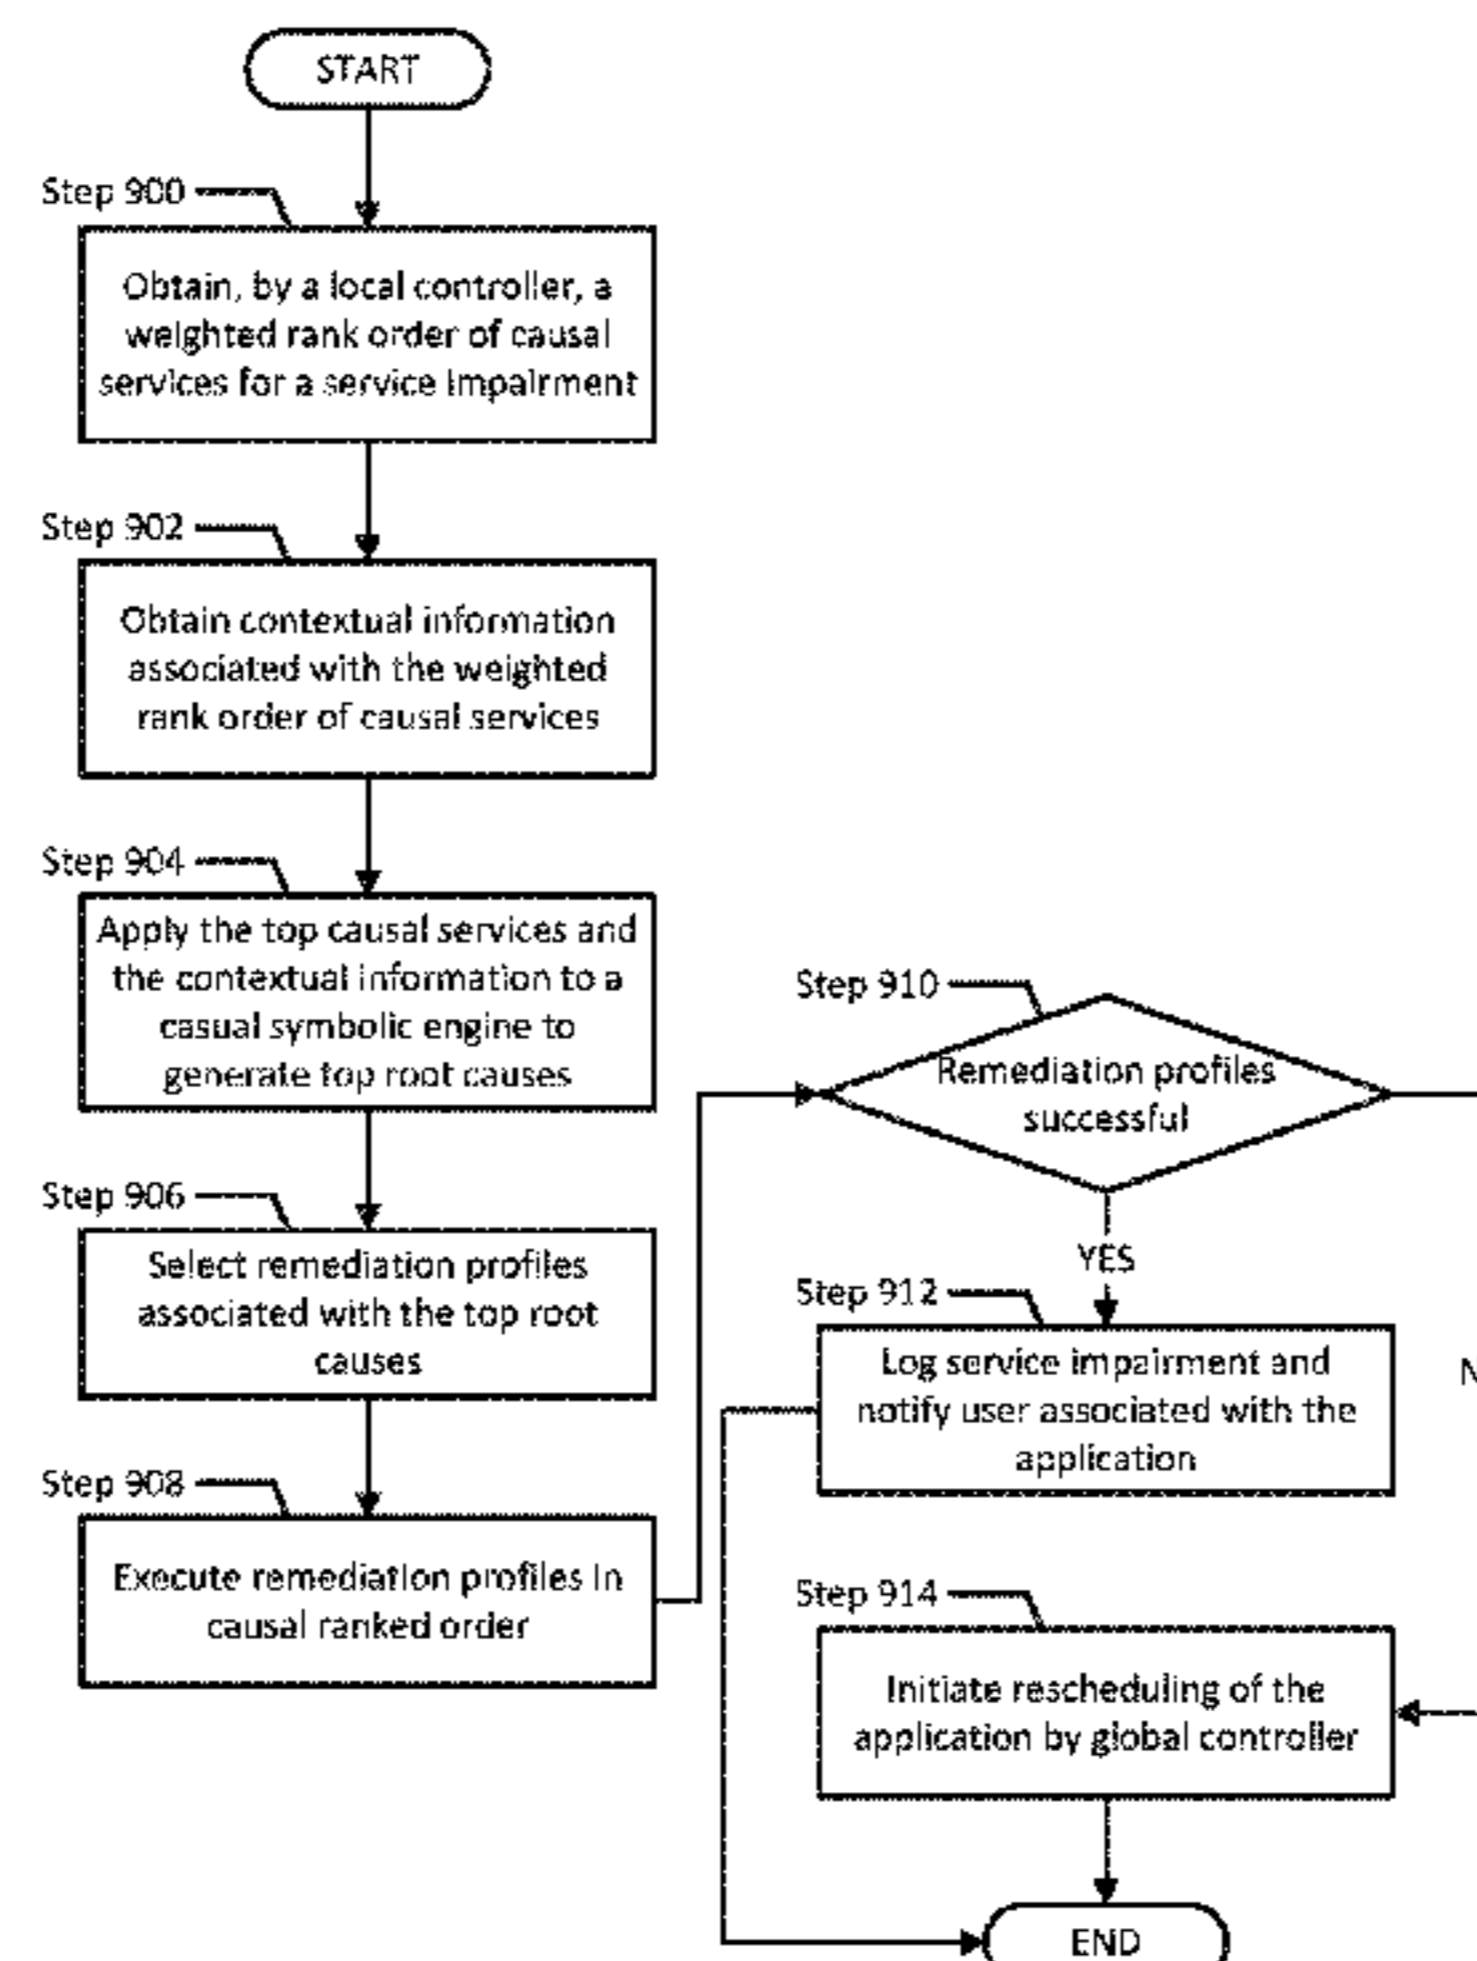 START
Step 900
Obtain, by a local controller, a
weighted rank order of causal
services for a service impairment
Step 902
Obtain contextual information
associated with the weighted
rank order of causal services
Step 904
Apply the top causal services and
the contextual information to a
casual symbolic engine to
generate top root causes
Step 906
Select remediation profiles
associated with the top root
causes
Step 908
Execute remediation profiles in
causal ranked order
Step 910
Remediation profiles
successful
YES
Step 912
Log service impairment and
notify user associated with the
application
Step 914
Initiate rescheduling of the
application by global controller
END